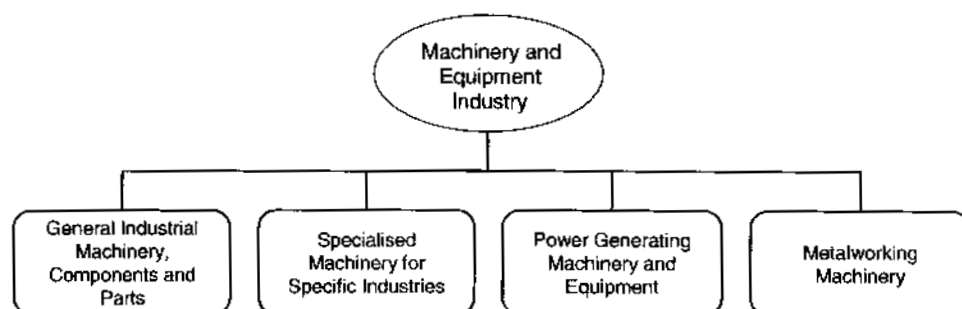 Machinery and
Equipment
Industry
General Industrial
Machinery,
Components and
Parts
Specialised
Machinery for
Specific Industries
Power Generating
Machinery and
Equipment
Metalworking
Machinery